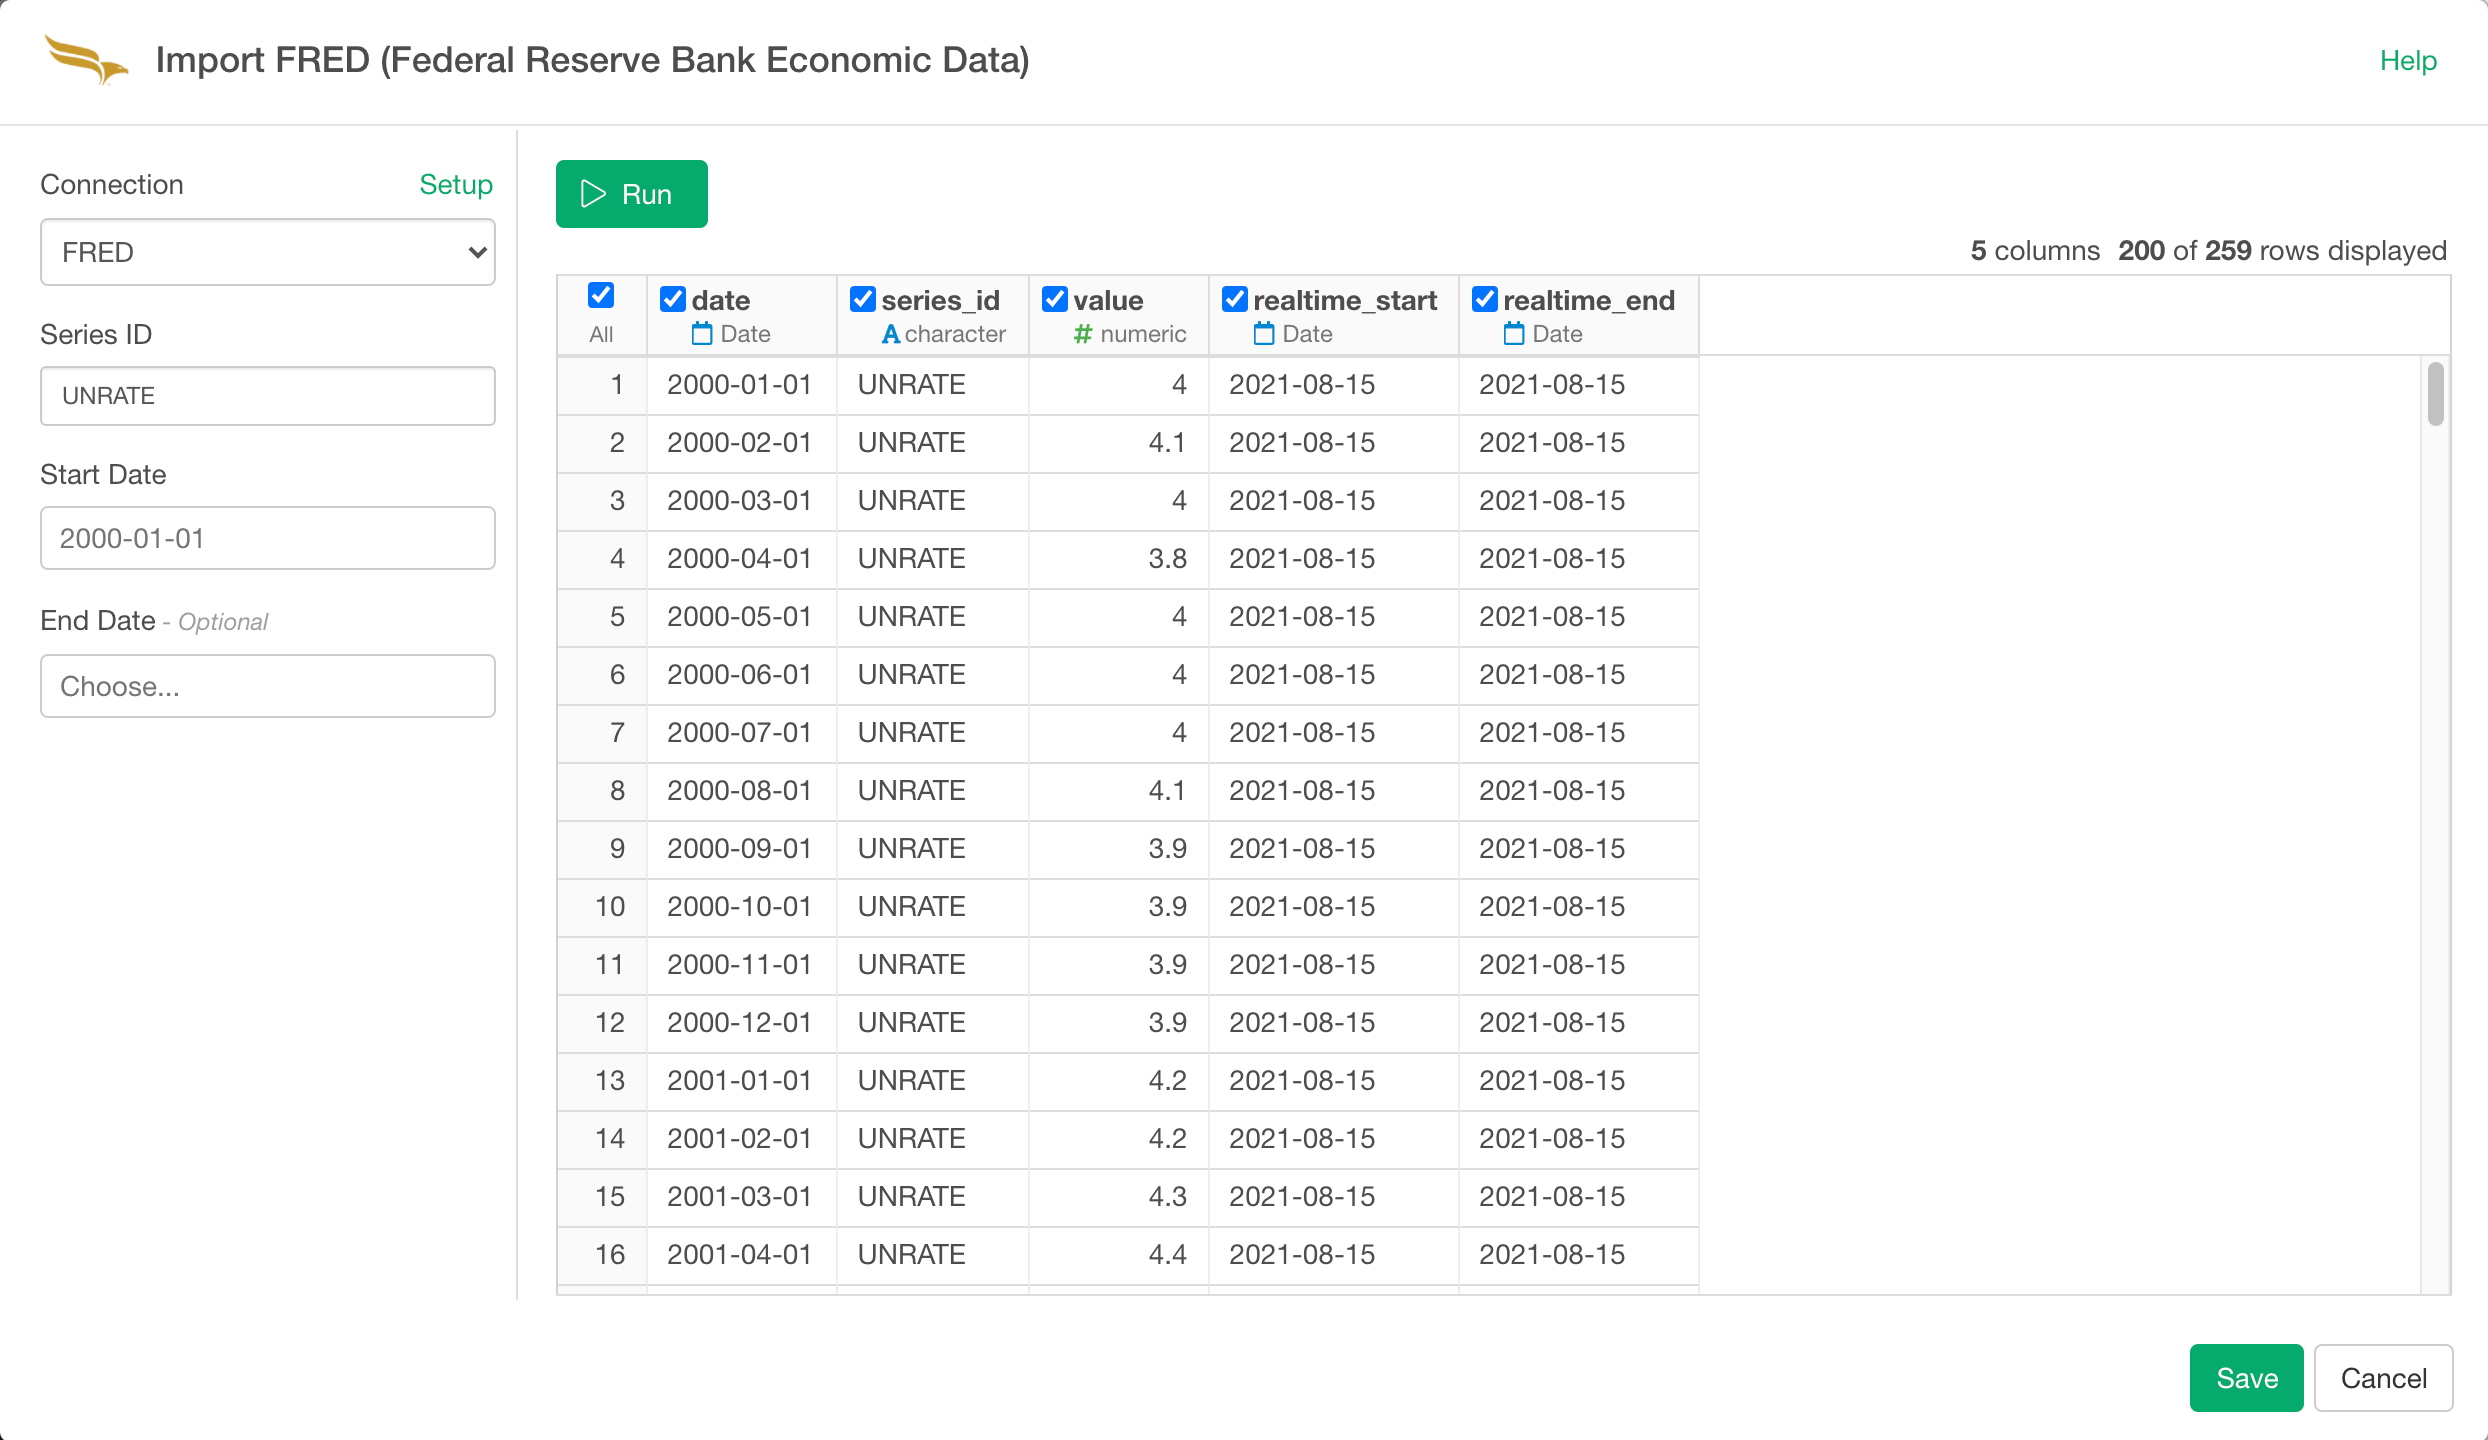 Import FRED (Federal Reserve Bank Economic Data)
Help
Connection Setup
FRED
Series ID
UNRATE
Start Date
2000-01-01
End Date - Optional
Choose...
Run
5 columns 200 of 259 rows displayed
All date series_id value realtime_start realtime_end
Date A character # numeric Date Date
1 2000-01-01 UNRATE 4 2021-08-15 2021-08-15
2 2000-02-01 UNRATE 4.1 2021-08-15 2021-08-15
3 2000-03-01 UNRATE 4 2021-08-15 2021-08-15
4 2000-04-01 UNRATE 3.8 2021-08-15 2021-08-15
5 2000-05-01 UNRATE 4 2021-08-15 2021-08-15
6 2000-06-01 UNRATE 4 2021-08-15 2021-08-15
7 2000-07-01 UNRATE 4 2021-08-15 2021-08-15
8 2000-08-01 UNRATE 4.1 2021-08-15 2021-08-15
9 2000-09-01 UNRATE 3.9 2021-08-15 2021-08-15
10 2000-10-01 UNRATE 3.9 2021-08-15 2021-08-15
11 2000-11-01 UNRATE 3.9 2021-08-15 2021-08-15
12 2000-12-01 UNRATE 3.9 2021-08-15 2021-08-15
13 2001-01-01 UNRATE 4.2 2021-08-15 2021-08-15
14 2001-02-01 UNRATE 4.2 2021-08-15 2021-08-15
15 2001-03-01 UNRATE 4.3 2021-08-15 2021-08-15
16 2001-04-01 UNRATE 4.4 2021-08-15 2021-08-15
Save Cancel